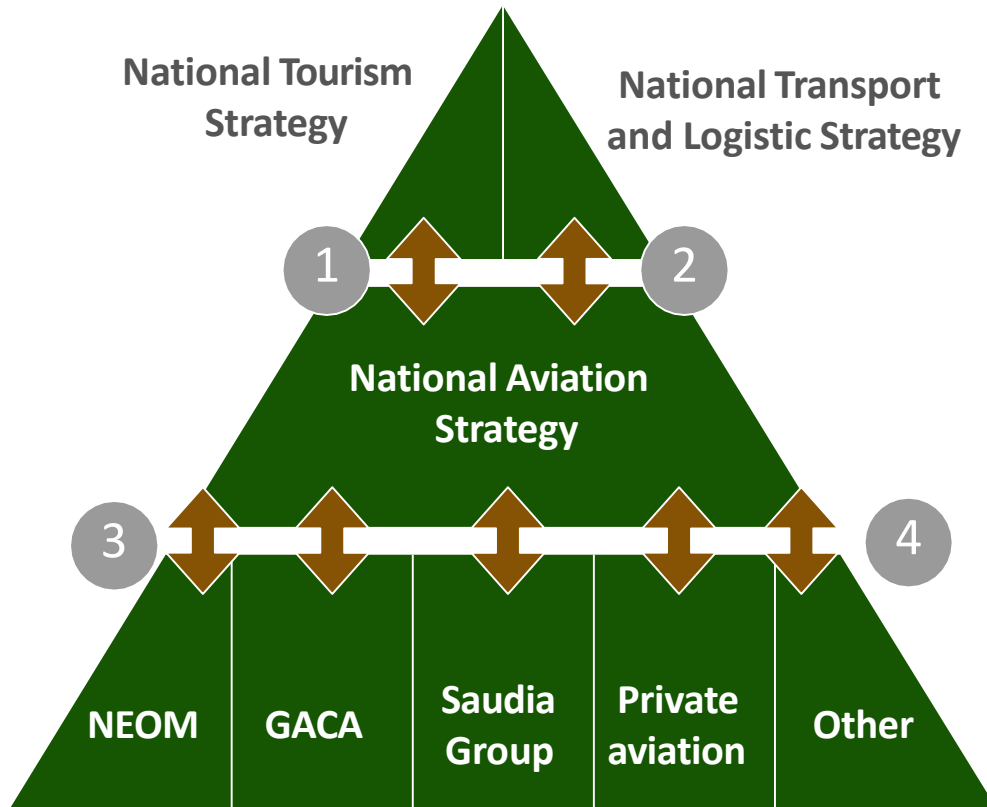 National Tourism
Strategy
National Transport
and Logistic Strategy
1
2
National Aviation
Strategy
3
4
NEOM
GACA
Saudia
Group
Private
aviation
Other